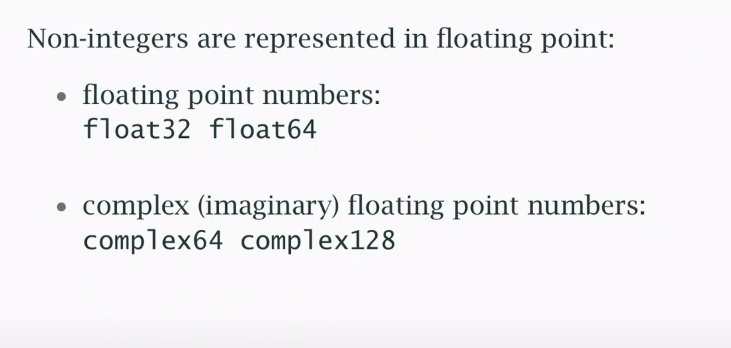 Non-integers are represented in floating point:
• floating point numbers:
float32 float64
• complex (imaginary) floating point numbers:
complex64 complex128